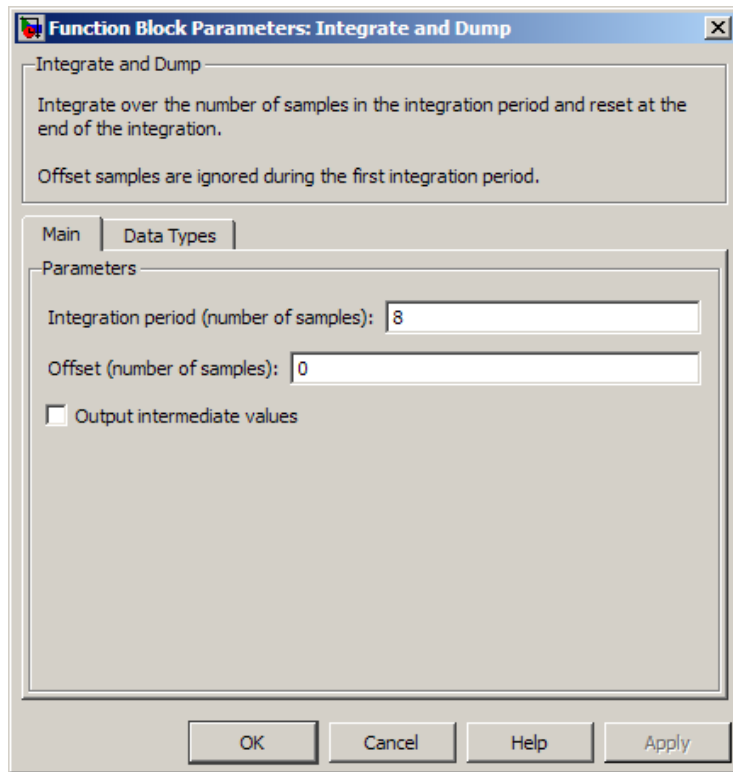 Function Block Parameters: Integrate and Dump
Integrate and Dump
Integrate over the number of samples in the integration period and reset at the
end of the integration.
Offset samples are ignored during the first integration period.
Main Data Types
Parameters
Integration period (number of samples): 8
Offset (number of samples): 0
Output intermediate values
OK Cancel Help Apply